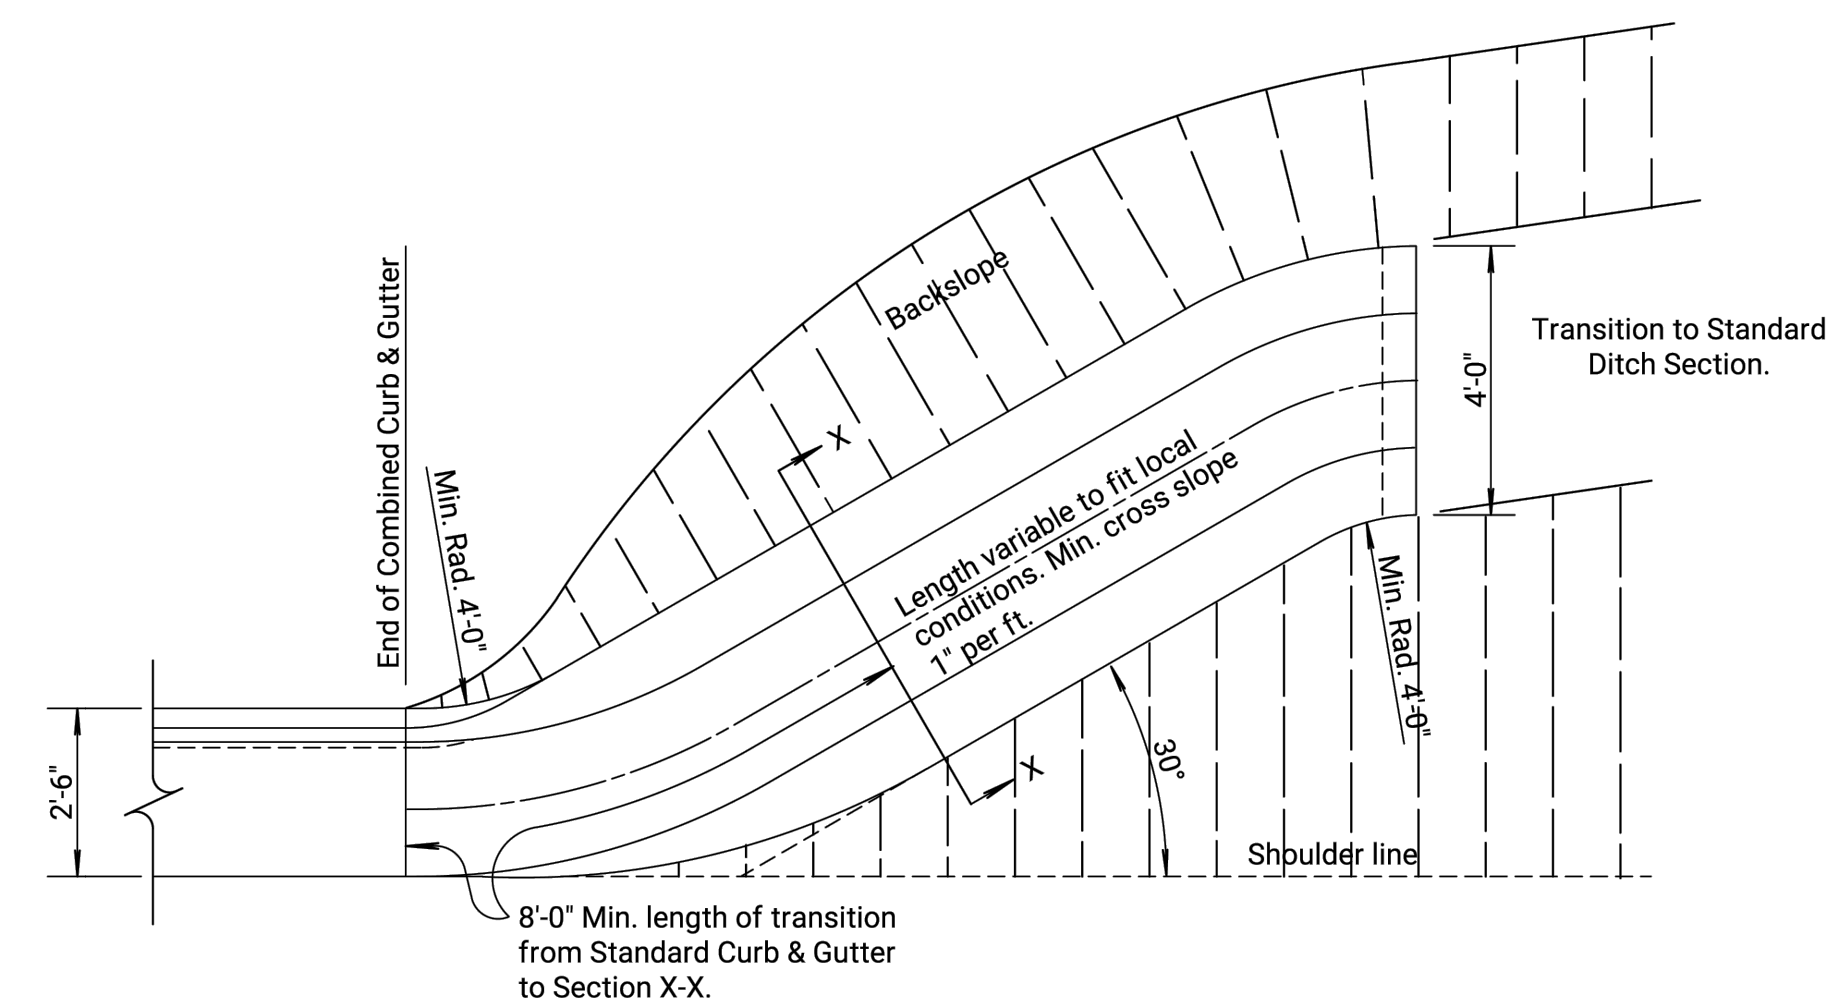 Backslope
End of Combined Curb & Gutter
Min. Rad. 4'-0"
X
Length variable to fit local
conditions. Min. cross slope
1" per ft.
4'-0"
Transition to Standard
Ditch Section.
Min. Rad. 4'-0"
2'-6"
X
30°
Shoulder line
8'-0" Min. length of transition
from Standard Curb & Gutter
to Section X-X.